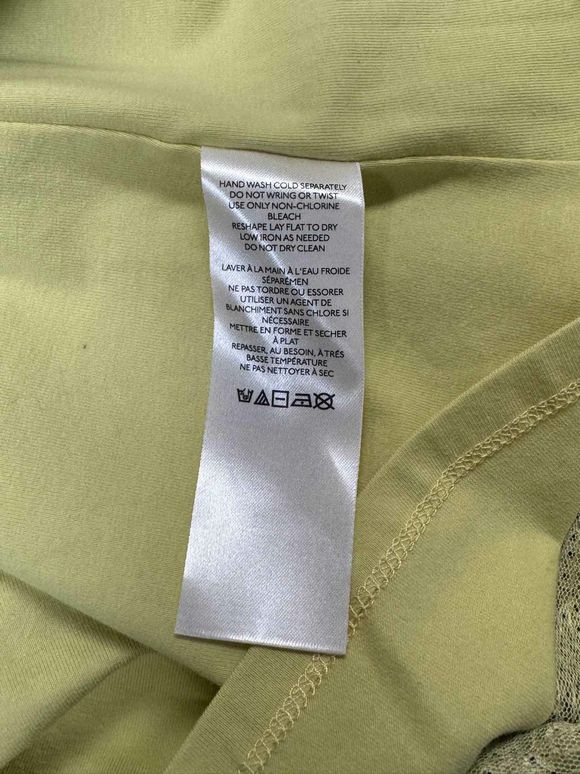 HAND WASH COLD SEPARATELY
DO NOT WRING OR TWIST
USE ONLY NON-CHLORINE
BLEACH
RESHAPE LAY FLAT TO DRY
LOW IRON AS NEEDED
DO NOT DRY CLEAN
LAVER À LA MAIN À L'EAU FROIDE
SÉPARÉMEN
NE PAS TORDRE OU ESSORER
UTILISER UN AGENT DE
BLANCHIMENT SANS CHLORE SI
NÉCESSAIRE
METTRE EN FORME ET SECHER
À PLAT
REPASSER, AU BESOIN, À TRÉS
BASSE TEMPÉRATURE
NE PAS NETTOYER À SEC